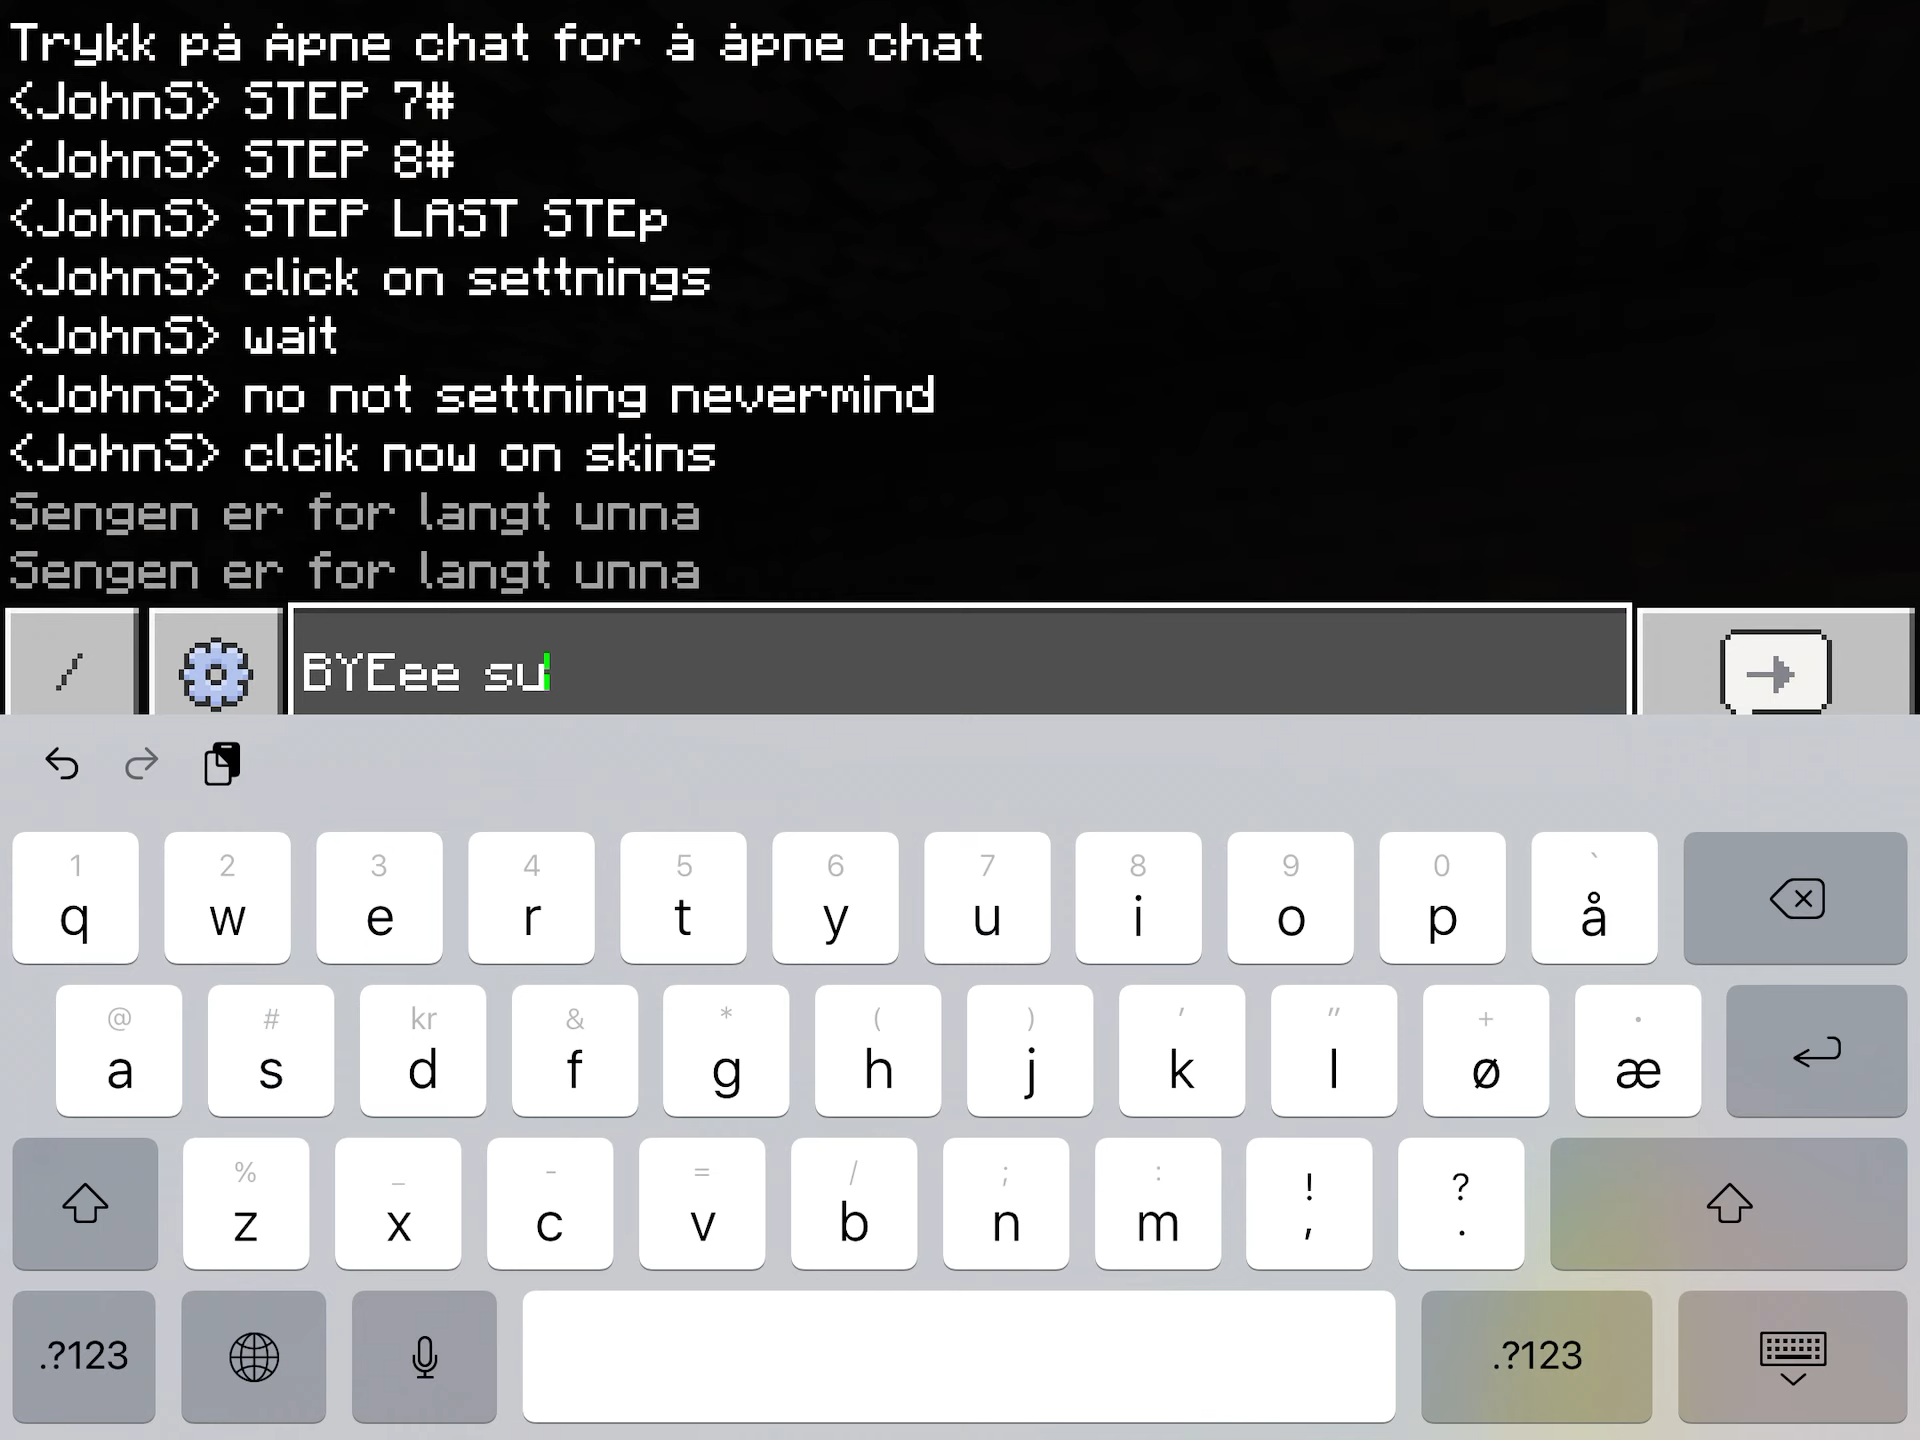 Trykk på Åpne chat for å åpne chat
<JohnS> STEP 7#
<JohnS> STEP 8#
<JohnS> STEP LAST STEp
<JohnS> click on settnings
<JohnS> wait
<JohnS> no not settning nevermind
<JohnS> clcik now on skins
Sengen er for langt unna
Sengen er for langt unna
/
BYEee su
1 2 3 4 5 6 7 8 9 0 `
q w e r t y u i o p å
@ # kr & * ( ) ' " + •
a s d f g h j k l ø æ
% _ - = / ; : ! ?
z x c v b n m , .
.?123 .?123